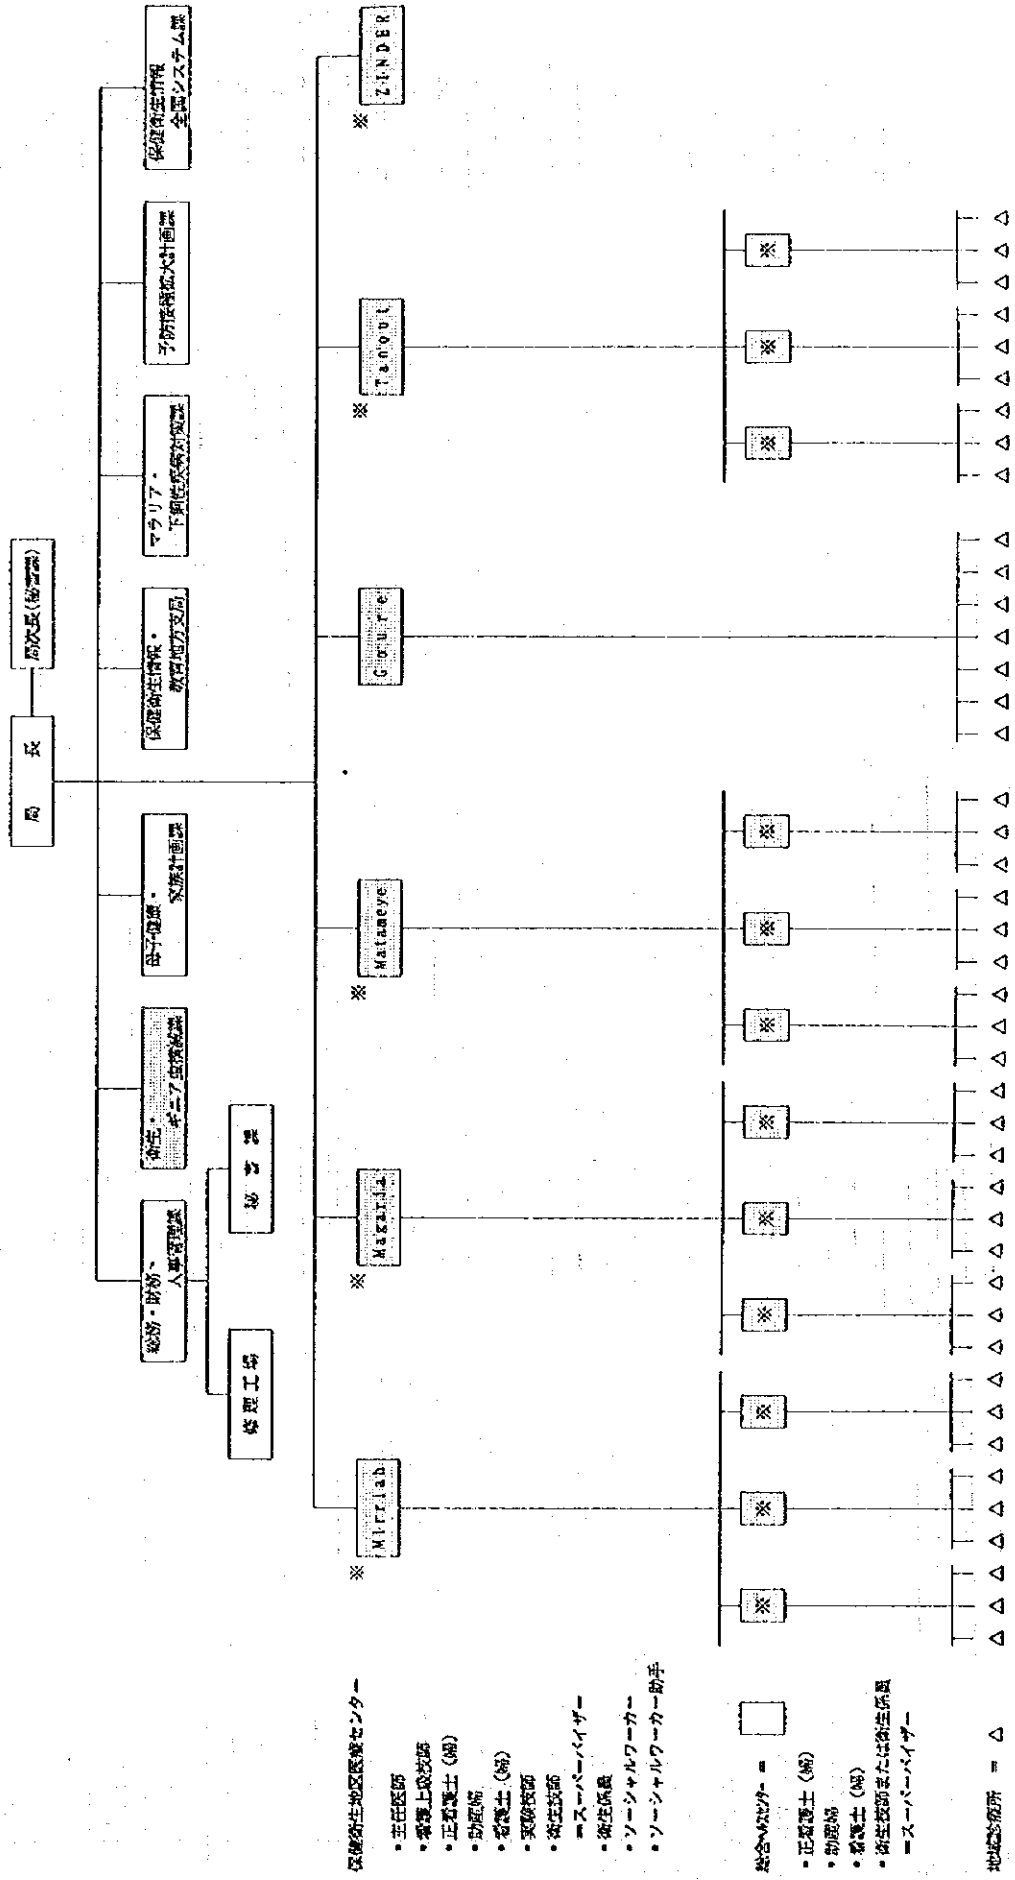 局長
局次長(秘書課)
総務・財務・
人事管理課
衛生・
ギニア虫撲滅課
母子健康・
家族計画課
保健衛生情報・
教育地方支局
マラリア・
下痢性疾病対策課
予防接種拡大計画課
保健衛生情報
全国システム課
修理工場
秘書課
保健衛生地区医療センター
・主任医師
・看護上級技師
・正看護士(婦)
・助産婦
・看護士(婦)
・実験技師
・衛生技師
=スーパーバイザー
・衛生係員
・ソーシャルワーカー
・ソーシャルワーカー助手
※ Mirriah
※ Magaria
※ Matameye
Goure
※ Tanout
※ ZINDER
総合ヘルスセンター = □
・正看護士(婦)
・助産婦
・看護士(婦)
・衛生技師または衛生係員
=スーパーバイザー
※ ※ ※ ※ ※ ※ ※ ※ ※ ※ ※ ※
地域診療所 = △